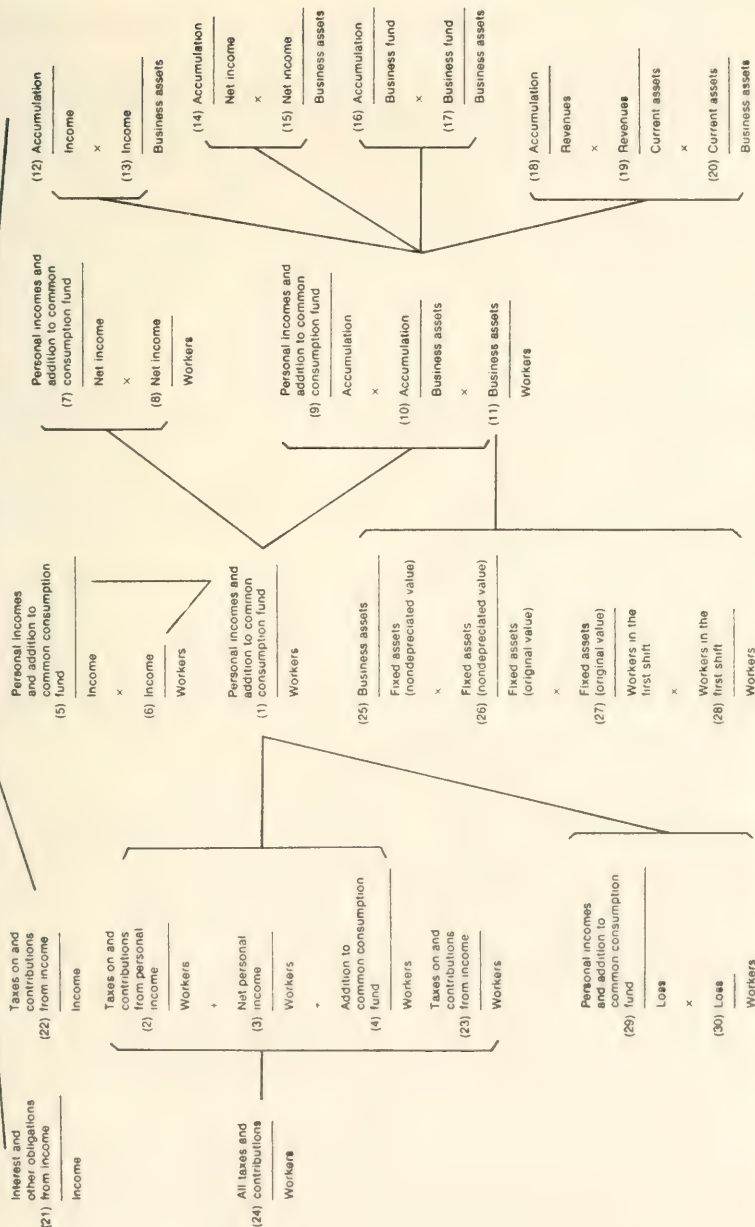 Interest and
other obligations
(21) from income
Income
Taxes on and
contributions
(22) from income
Income
All taxes and
(24) contributions
Workers
Taxes on and
contributions
from personal
(2) income
Workers
+
Net personal
(3) income
Workers
+
Addition to
common consumption
(4) fund
Workers
Taxes on and
contributions
(23) from income
Workers
Personal incomes
and addition to
common consumption
(29) fund
Loss
×
(30) Loss
Workers
Personal incomes
and addition to
common consumption
(5) fund
Income
×
(6) Income
Workers
Personal incomes and
addition to common
(1) consumption fund
Workers
(25) Business assets
Fixed assets
(nondepreciated value)
×
Fixed assets
(26) (nondepreciated value)
Fixed assets
(original value)
×
Fixed assets
(27) (original value)
Workers in the
first shift
×
Workers in the
(28) first shift
Workers
Personal incomes and
addition to common
(7) consumption fund
Net income
×
(8) Net income
Workers
Personal incomes and
addition to common
(9) consumption fund
Accumulation
×
(10) Accumulation
Business assets
×
(11) Business assets
Workers
(12) Accumulation
Income
×
(13) Income
Business assets
(14) Accumulation
Net income
×
(15) Net income
Business assets
(16) Accumulation
Business fund
×
(17) Business fund
Business assets
(18) Accumulation
Revenues
×
(19) Revenues
Current assets
×
(20) Current assets
Business assets